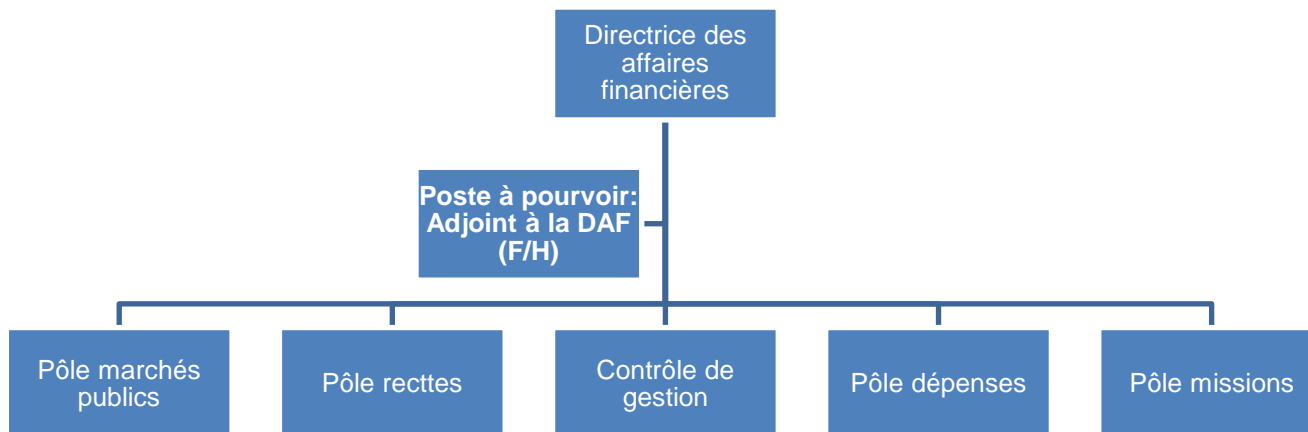 Directrice des
affaires
financières
Poste à pourvoir:
Adjoint à la DAF
(F/H)
Pôle marchés
publics
Pôle recttes
Contrôle de
gestion
Pôle dépenses
Pôle missions